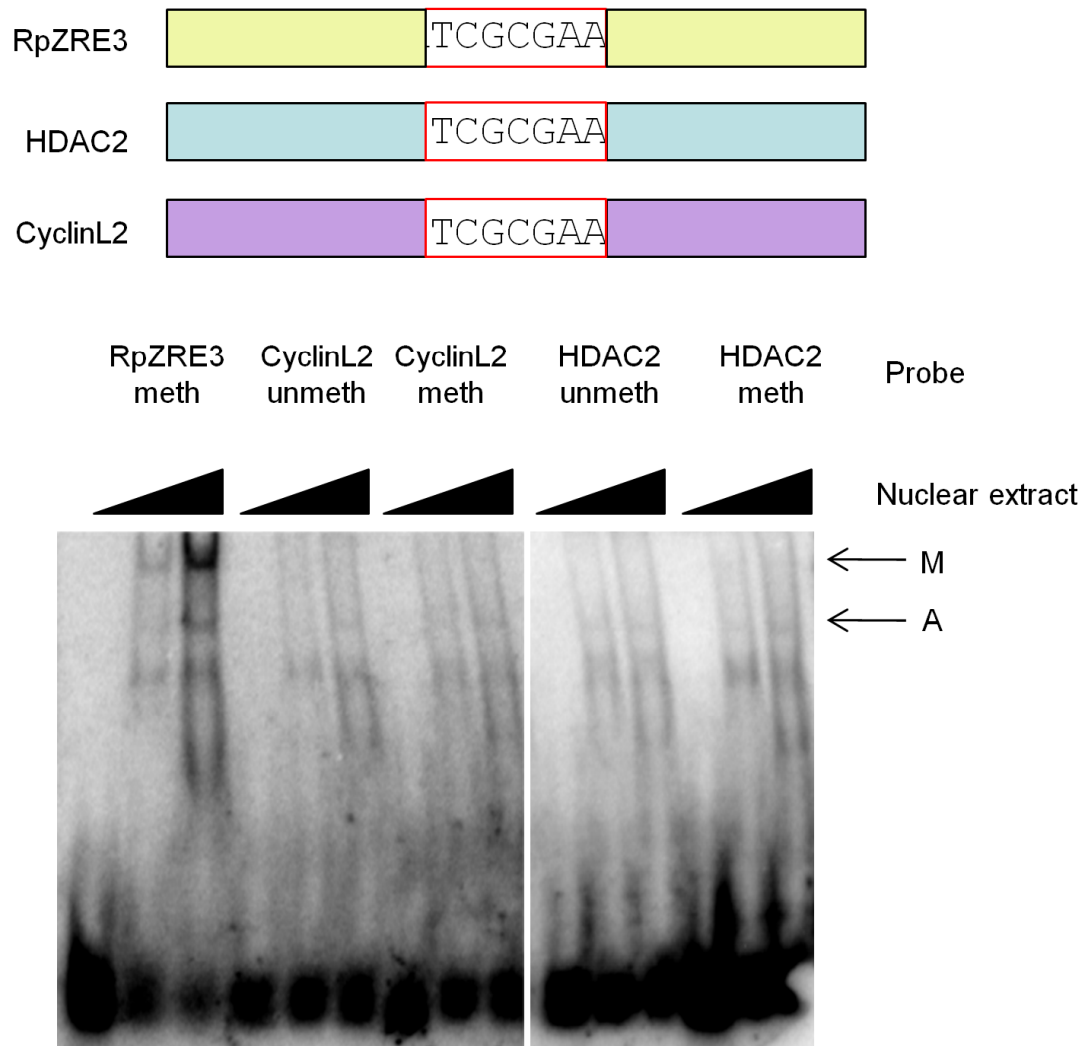 RpZRE3
TCGCGAA
HDAC2
TCGCGAA
CyclinL2
TCGCGAA
RpZRE3 CyclinL2 CyclinL2 HDAC2 HDAC2
meth unmeth meth unmeth meth
Probe
Nuclear extract
M
A